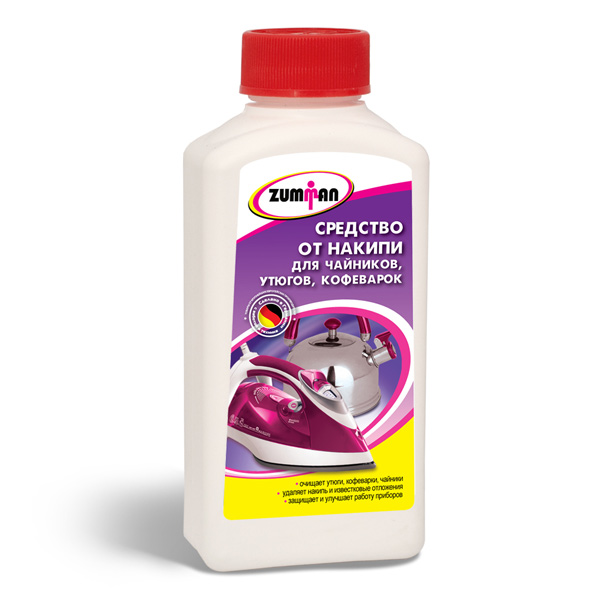 ZUMMAN
СРЕДСТВО
ОТ НАКИПИ
ДЛЯ ЧАЙНИКОВ,
УТЮГОВ, КОФЕВАРОК
• очищает утюги, кофеварки, чайники
• удаляет накипь и известковые отложения
• защищает и улучшает работу приборов